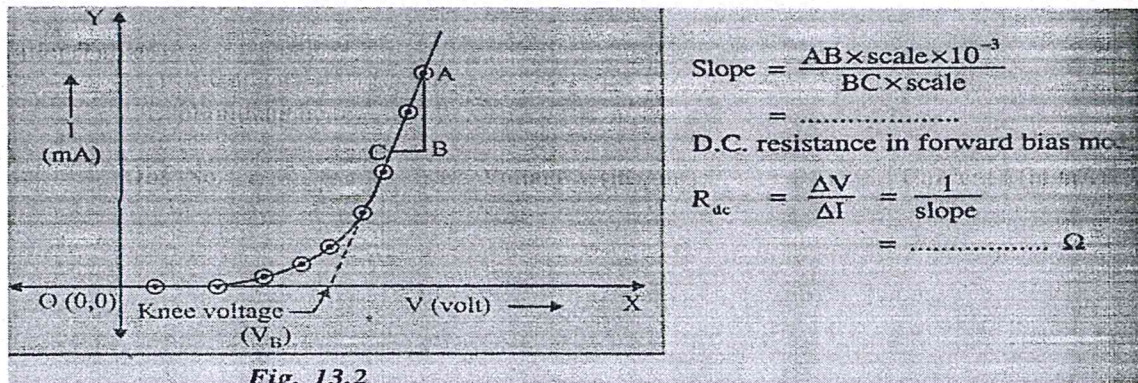 Y
I
(mA)
A
C
B
O (0,0)
Knee voltage
(V_B)
V (volt)
X
Fig. 13.2
Slope = AB×scale×10⁻³ / BC×scale
= ....................
D.C. resistance in forward bias mo
R_dc = ΔV/ΔI = 1/slope
= .................. Ω